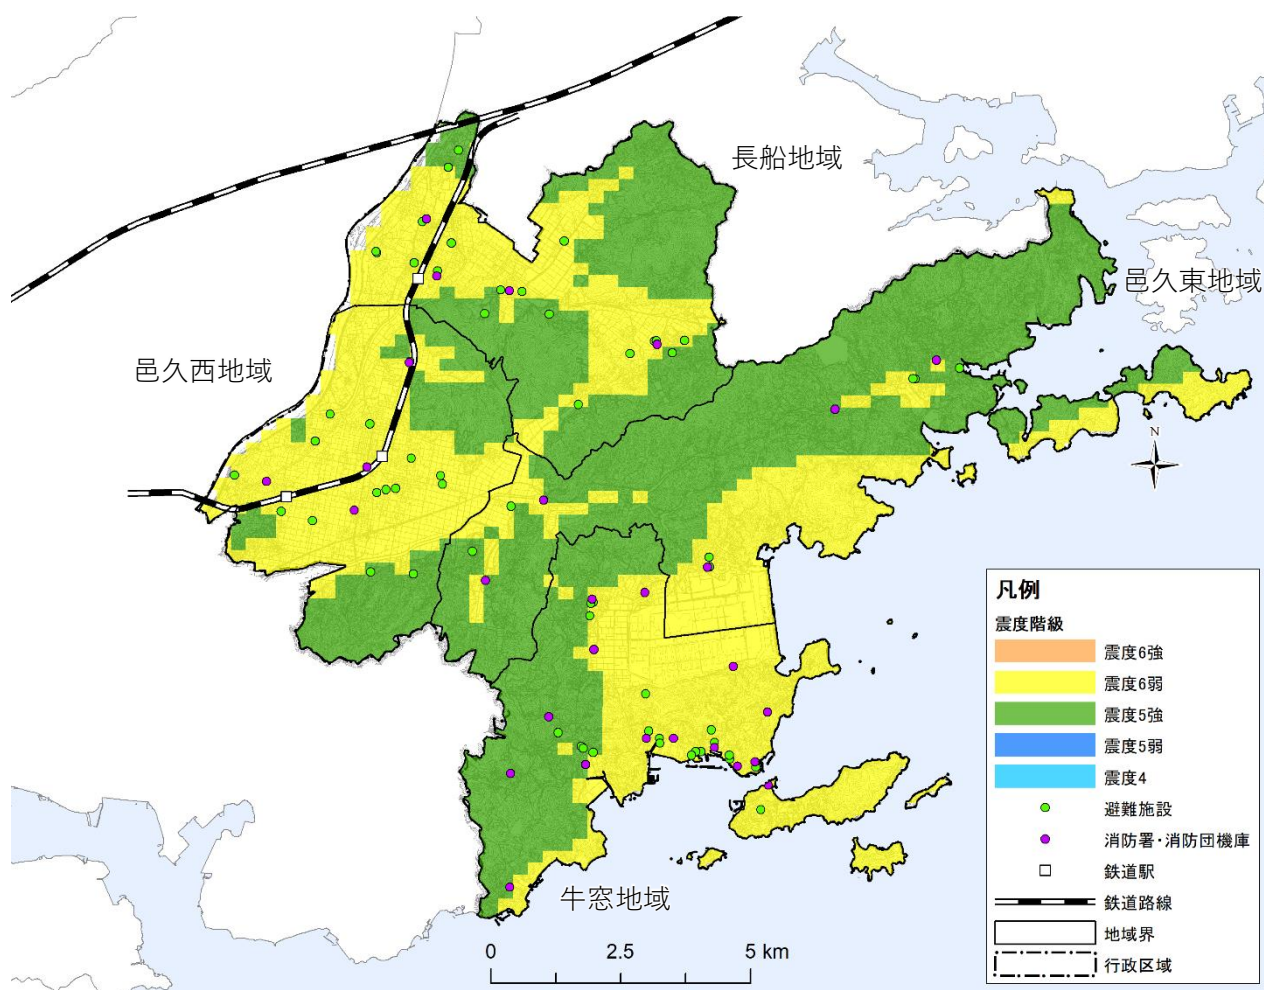 長船地域
邑久東地域
邑久西地域
牛窓地域
N
凡例
震度階級
震度6強
震度6弱
震度5強
震度5弱
震度4
避難施設
消防署・消防団機庫
鉄道駅
鉄道路線
地域界
行政区域
0 2.5 5 km